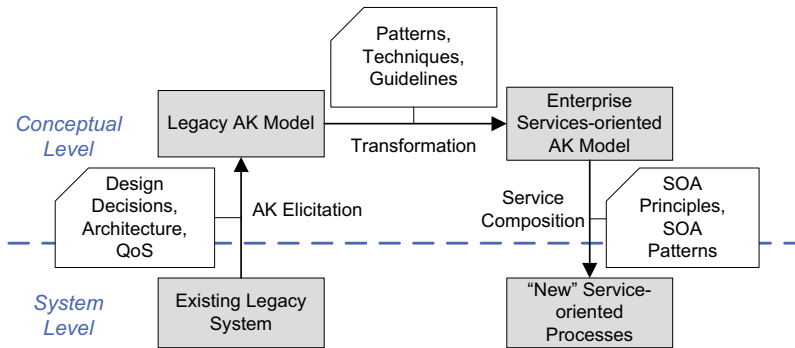 Patterns,
Techniques,
Guidelines
Conceptual
Level
Legacy AK Model
Transformation
Enterprise
Services-oriented
AK Model
Design
Decisions,
Architecture,
QoS
AK Elicitation
Service
Composition
SOA
Principles,
SOA
Patterns
System
Level
Existing Legacy
System
“New” Service-
oriented
Processes